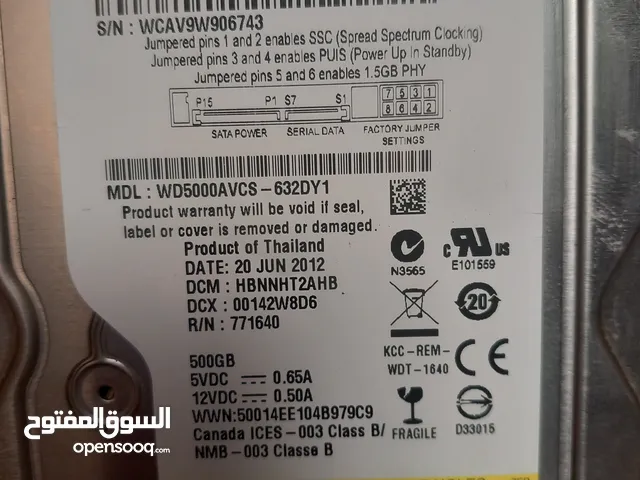 S/N : WCAV9W906743
Jumpered pins 1 and 2 enables SSC (Spread Spectrum Clocking)
Jumpered pins 3 and 4 enables PUIS (Power Up In Standby)
Jumpered pins 5 and 6 enables 1.5GB PHY
P15 P1 S7 S1 7 5 3 1
8 6 4 2
SATA POWER SERIAL DATA FACTORY JUMPER SETTINGS
MDL : WD5000AVCS-632DY1
Product warranty will be void if seal,
label or cover is removed or damaged.
Product of Thailand
DATE: 20 JUN 2012
DCM : HBNNHT2AHB
DCX : 00142W8D6
R/N : 771640
N3565
c RU US
E101559
20
500GB
5VDC 0.65A
12VDC 0.50A
WWN:50014EE104B979C9
Canada ICES-003 Class B/
NMB-003 Classe B
KCC-REM-
WDT-1640
CE
FRAGILE
D33015
السوق المفتوح
opensooq.com